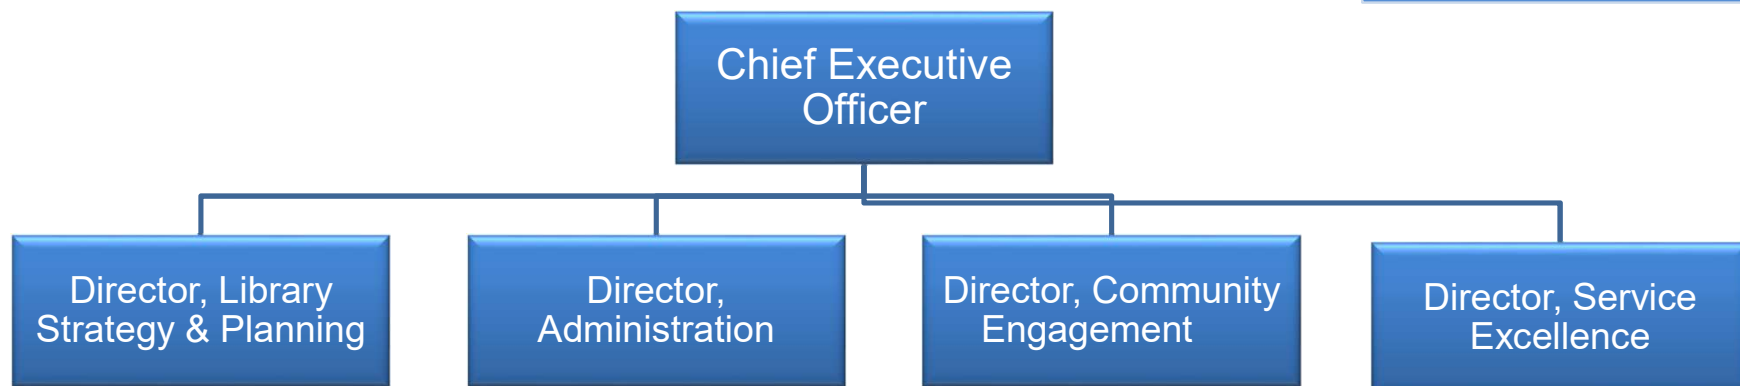 Chief Executive
Officer
Director, Library
Strategy & Planning
Director,
Administration
Director, Community
Engagement
Director, Service
Excellence